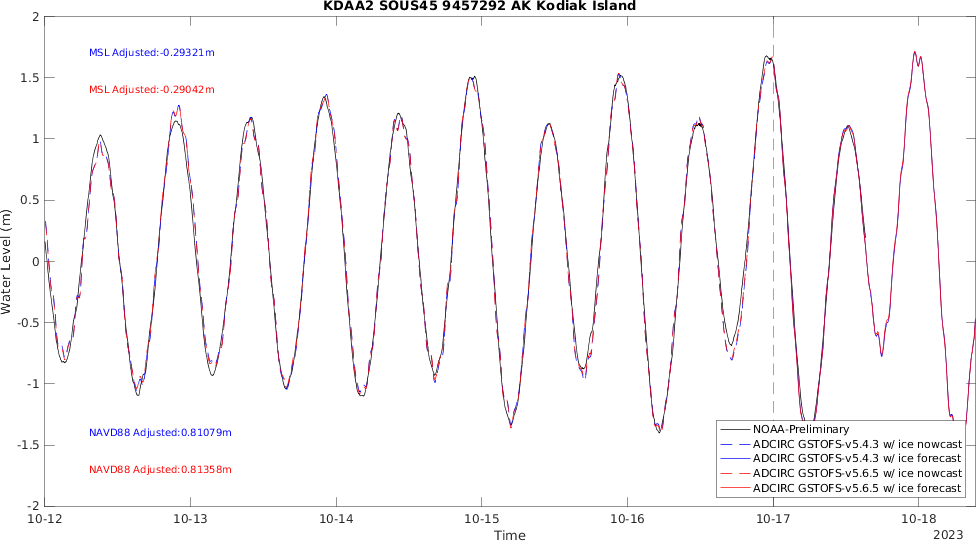 KDAA2 SOUS45 9457292 AK Kodiak Island
2
1.5
1
0.5
0
-0.5
-1
-1.5
-2
Water Level (m)
MSL Adjusted:-0.29321m
MSL Adjusted:-0.29042m
NAVD88 Adjusted:0.81079m
NAVD88 Adjusted:0.81358m
NOAA-Preliminary
ADCIRC GSTOFS-v5.4.3 w/ ice nowcast
ADCIRC GSTOFS-v5.4.3 w/ ice forecast
ADCIRC GSTOFS-v5.6.5 w/ ice nowcast
ADCIRC GSTOFS-v5.6.5 w/ ice forecast
10-12 10-13 10-14 10-15 10-16 10-17 10-18
Time
2023